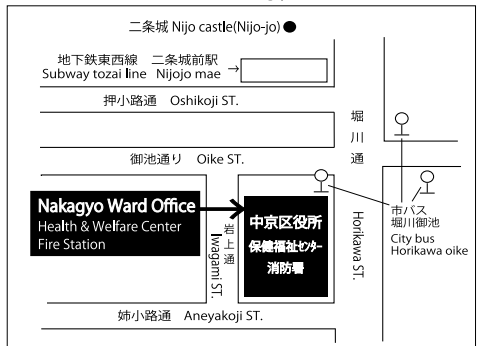 二条城 Nijo castle(Nijo-jo)
地下鉄東西線 二条城前駅
Subway tozai line Nijojo mae →
押小路通 Oshikoji ST.
堀川通
御池通り Oike ST.
Nakagyo Ward Office
Health & Welfare Center
Fire Station
岩上通
Iwagami ST.
中京区役所
保健福祉センター
消防署
Horikawa ST.
市バス
堀川御池
City bus
Horikawa oike
姉小路通 Aneyakoji ST.